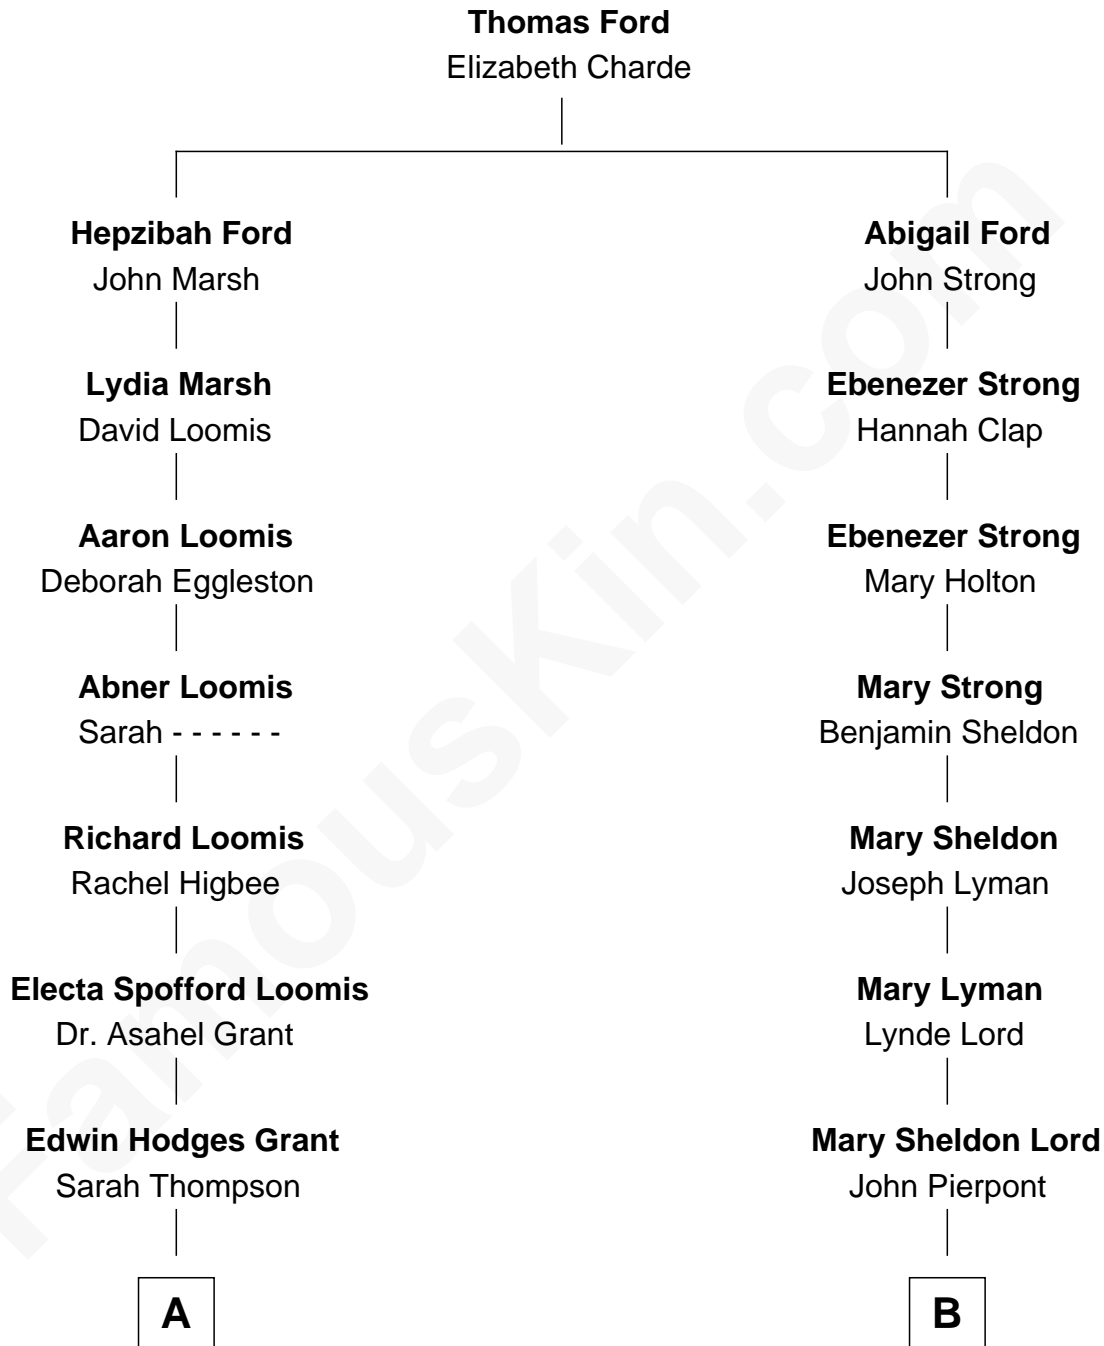 Thomas Ford
Elizabeth Charde
Hepzibah Ford
John Marsh
Abigail Ford
John Strong
Lydia Marsh
David Loomis
Ebenezer Strong
Hannah Clap
Aaron Loomis
Deborah Eggleston
Ebenezer Strong
Mary Holton
Abner Loomis
Sarah - - - - - -
Mary Strong
Benjamin Sheldon
Richard Loomis
Rachel Higbee
Mary Sheldon
Joseph Lyman
Electa Spofford Loomis
Dr. Asahel Grant
Mary Lyman
Lynde Lord
Edwin Hodges Grant
Sarah Thompson
Mary Sheldon Lord
John Pierpont
A
B
FamousKin.com